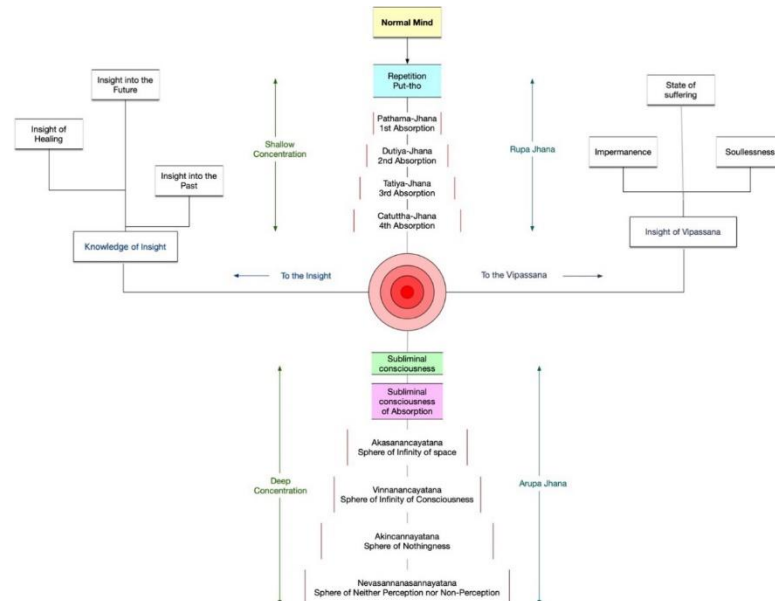 Normal Mind
Repetition
Put-tho
Pathama-Jhana
1st Absorption
Dutiya-Jhana
2nd Absorption
Tatiya-Jhana
3rd Absorption
Catuttha-Jhana
4th Absorption
Shallow
Concentration
Rupa Jhana
Insight into the
Future
Insight of
Healing
Insight into the
Past
Knowledge of Insight
State of
suffering
Impermanence
Soullessness
Insight of Vipassana
To the Insight
To the Vipassana
Subliminal
consciousness
Subliminal
consciousness
of Absorption
Akasanancayatana
Sphere of Infinity of space
Vinnanancayatana
Sphere of Infinity of Consciousness
Akincannayatana
Sphere of Nothingness
Nevasannanasannayatana
Sphere of Neither Perception nor Non-Perception
Deep
Concentration
Arupa Jhana